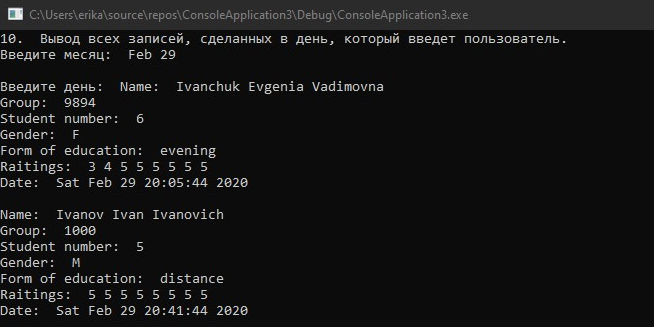 C:\Users\erika\source\repos\ConsoleApplication3\Debug\ConsoleApplication3.exe
10.  Вывод всех записей, сделанных в день, который введет пользователь.
Введите месяц:  Feb 29
Введите день:  Name:  Ivanchuk Evgenia Vadimovna
Group:  9894
Student number:  6
Gender:  F
Form of education:  evening
Raitings:  3 4 5 5 5 5 5 5
Date:  Sat Feb 29 20:05:44 2020
Name:  Ivanov Ivan Ivanovich
Group:  1000
Student number:  5
Gender:  M
Form of education:  distance
Raitings:  5 5 5 5 5 5 5 5
Date:  Sat Feb 29 20:41:44 2020